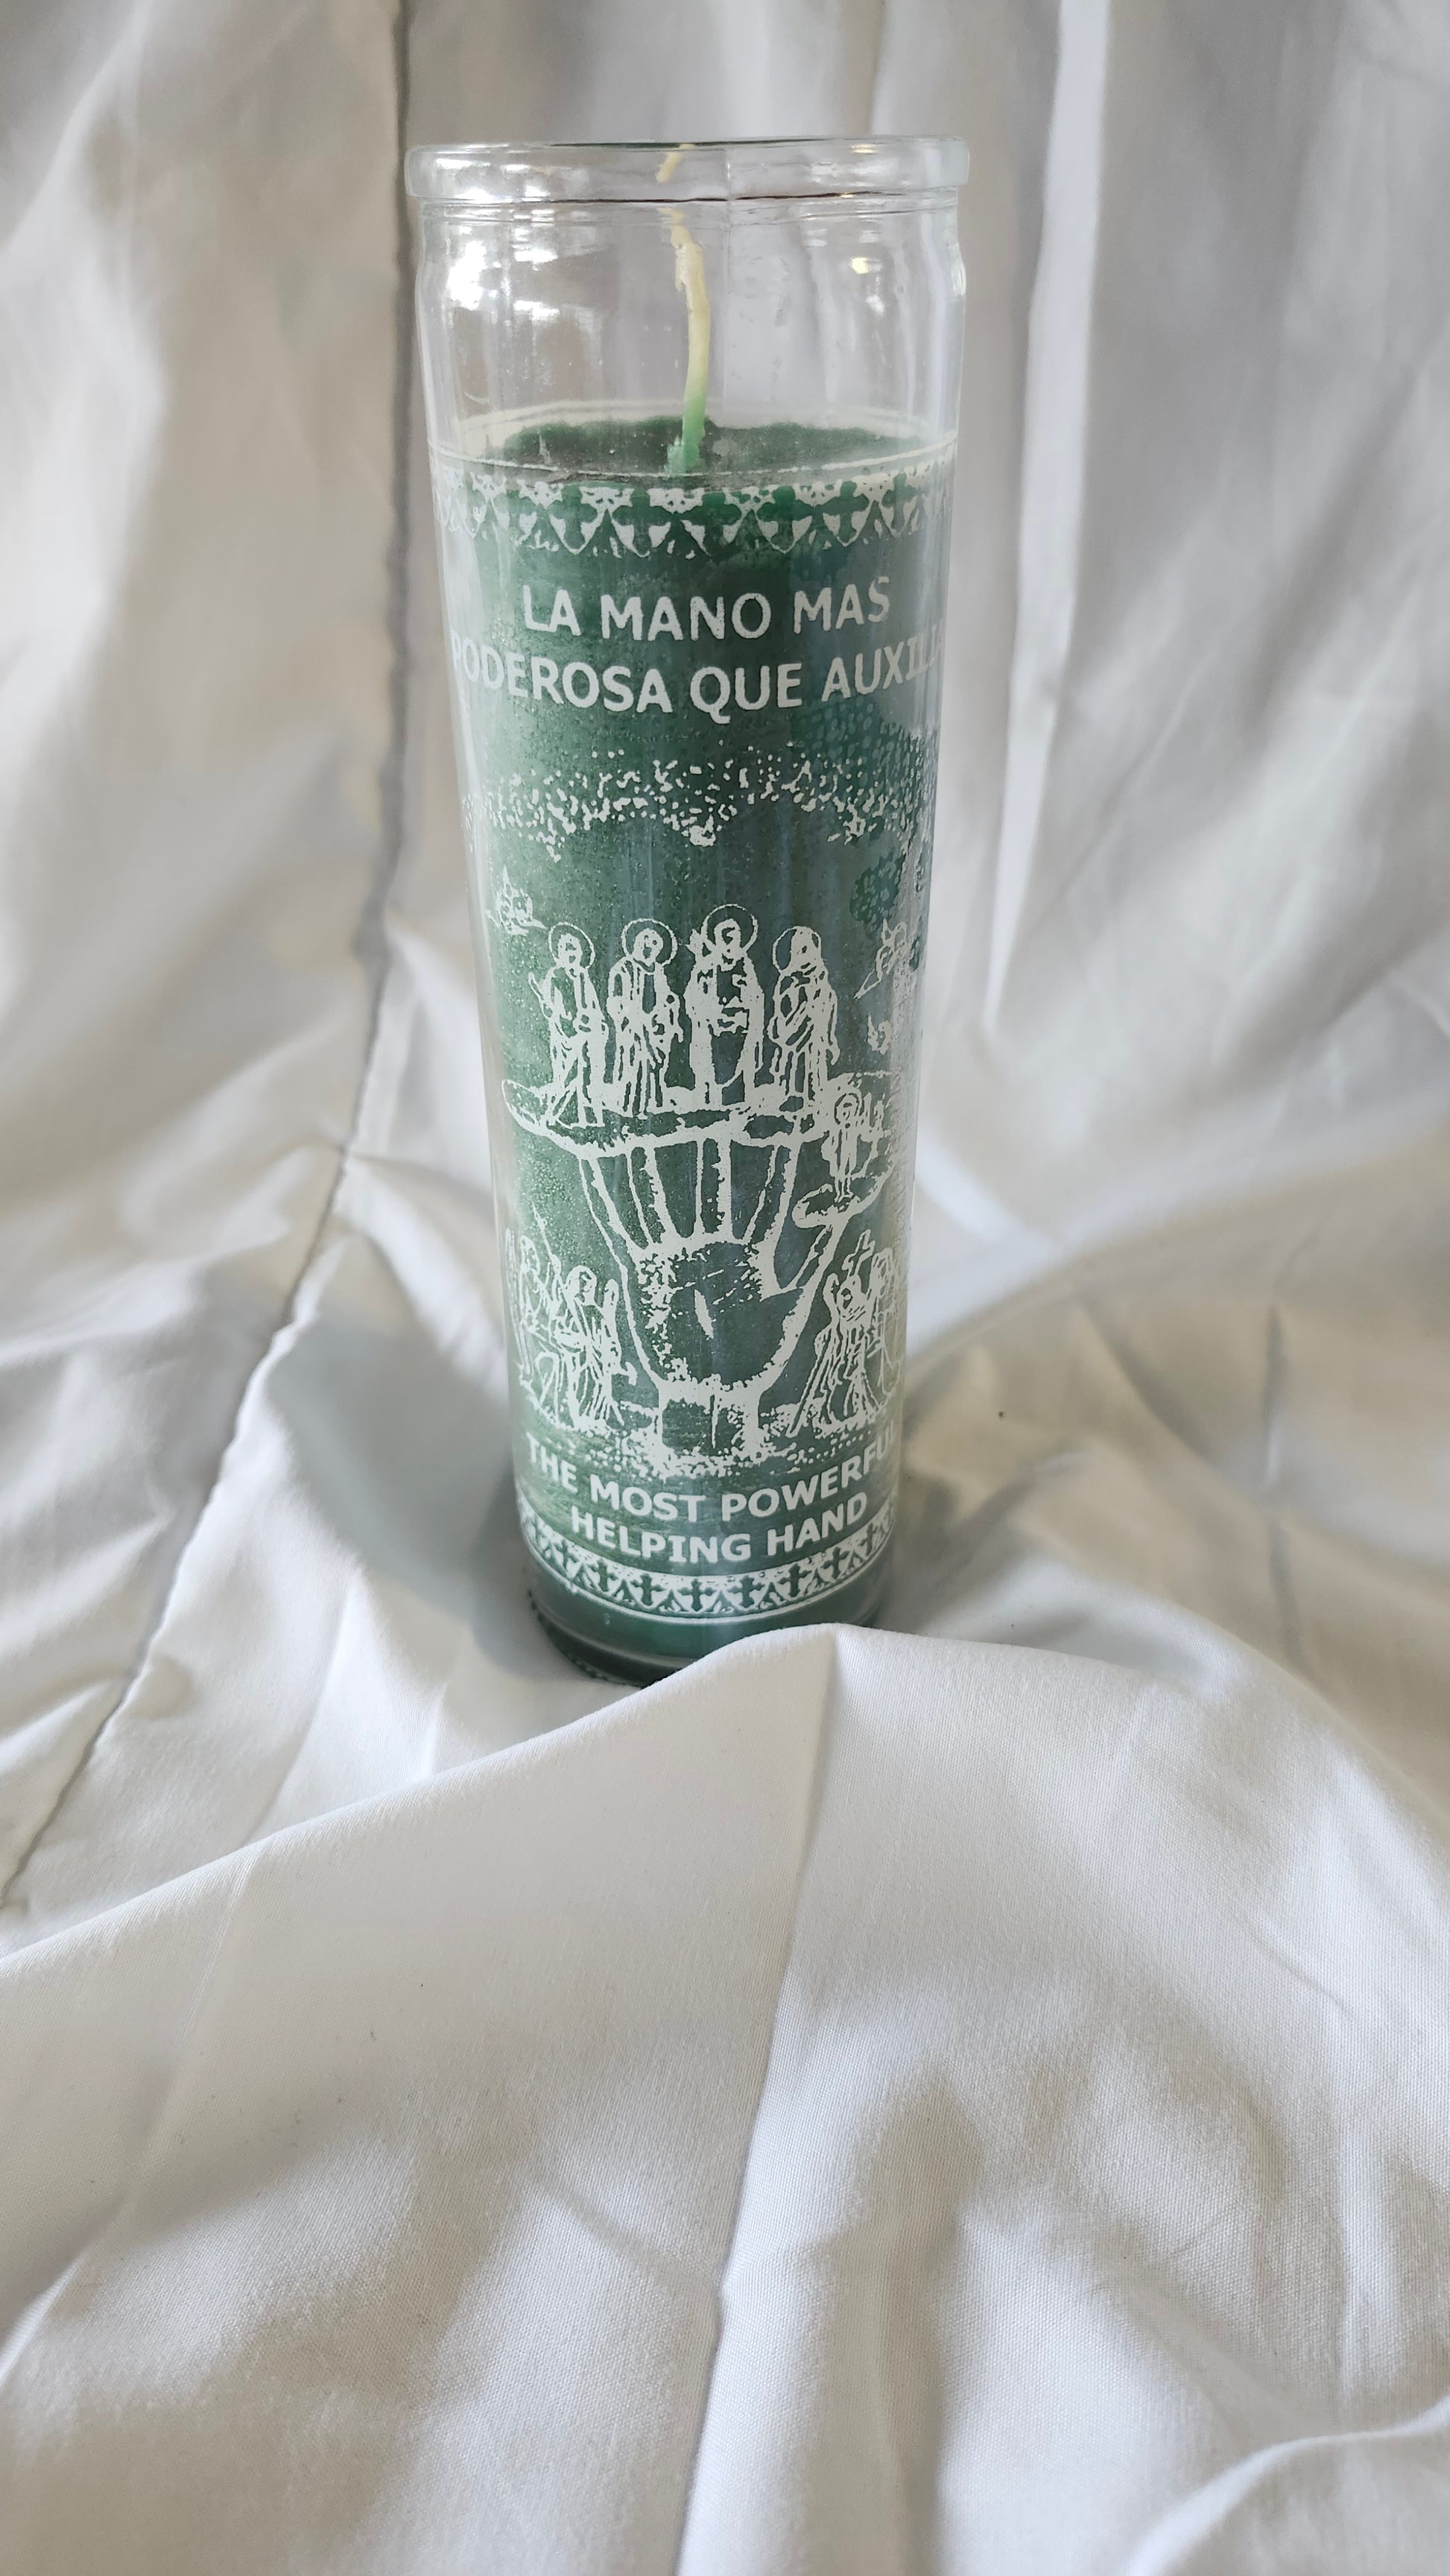 LA MANO MAS
PODEROSA QUE AUXILIA
THE MOST POWERFUL
HELPING HAND